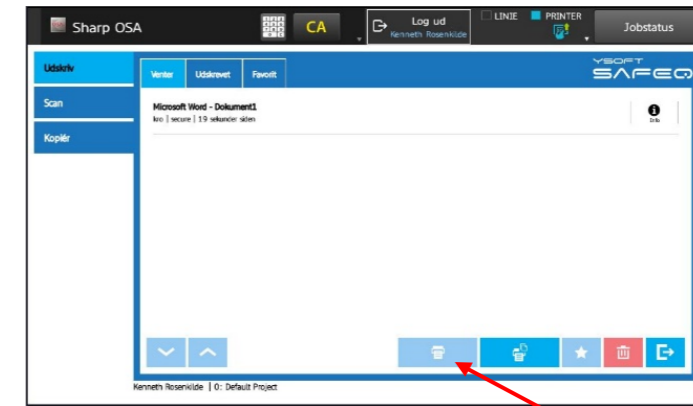 Sharp OSA
CA
Log ud
Kenneth Rosenkilde
LINIE
PRINTER
Jobstatus
Udskriv
Scan
Kopiér
Venter
Udskrevet
Favorit
YSOFT
SAFEQ
Microsoft Word - Dokument1
kro | secure | 19 sekunder siden
Info
Kenneth Rosenkilde | 0: Default Project